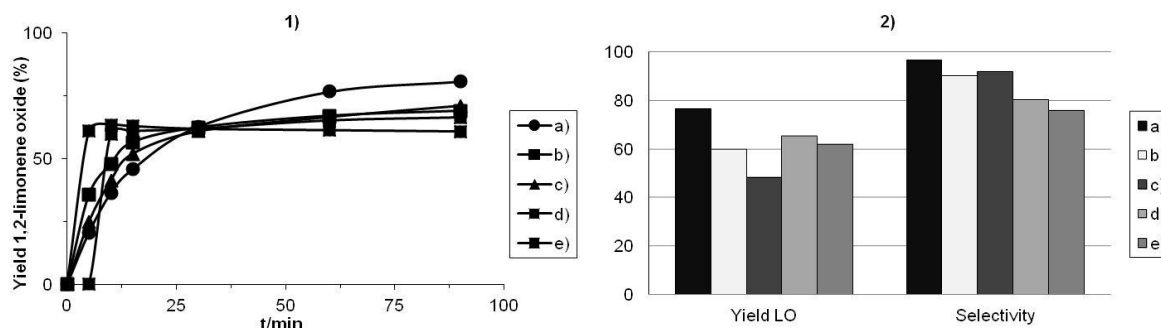 1)
Yield 1,2-limonene oxide (%)
100
50
0
0
25
50
75
100
t/min
a)
b)
c)
d)
e)
2)
100
80
60
40
20
0
Yield LO
Selectivity
a
b
c)
d
e